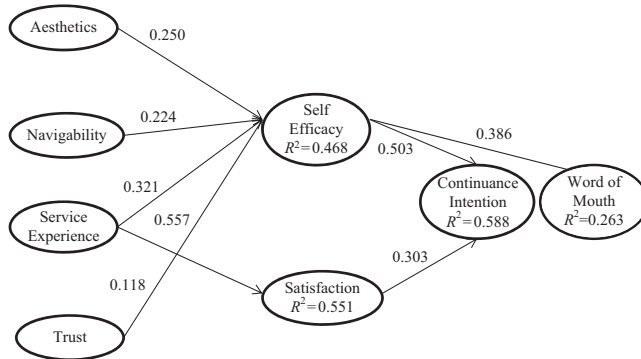 Aesthetics
0.250
Navigability
0.224
Self
Efficacy
R²=0.468
0.386
0.503
0.321
Continuance
Intention
R²=0.588
Word of
Mouth
R²=0.263
Service
Experience
0.557
0.303
0.118
Satisfaction
R²=0.551
Trust